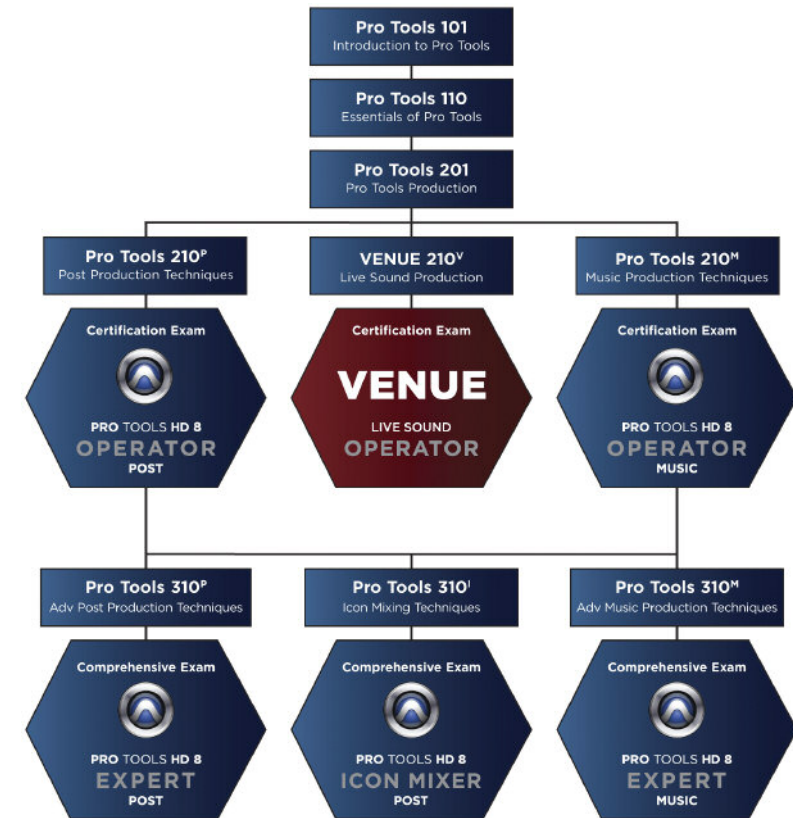 Pro Tools 101
Introduction to Pro Tools
Pro Tools 110
Essentials of Pro Tools
Pro Tools 201
Pro Tools Production
Pro Tools 210ᴾ
Post Production Techniques
VENUE 210ⱽ
Live Sound Production
Pro Tools 210ᴹ
Music Production Techniques
Certification Exam
PRO TOOLS HD 8
OPERATOR
POST
Certification Exam
VENUE
LIVE SOUND
OPERATOR
Certification Exam
PRO TOOLS HD 8
OPERATOR
MUSIC
Pro Tools 310ᴾ
Adv Post Production Techniques
Pro Tools 310ᴵ
Icon Mixing Techniques
Pro Tools 310ᴹ
Adv Music Production Techniques
Comprehensive Exam
PRO TOOLS HD 8
EXPERT
POST
Comprehensive Exam
PRO TOOLS HD 8
ICON MIXER
POST
Comprehensive Exam
PRO TOOLS HD 8
EXPERT
MUSIC